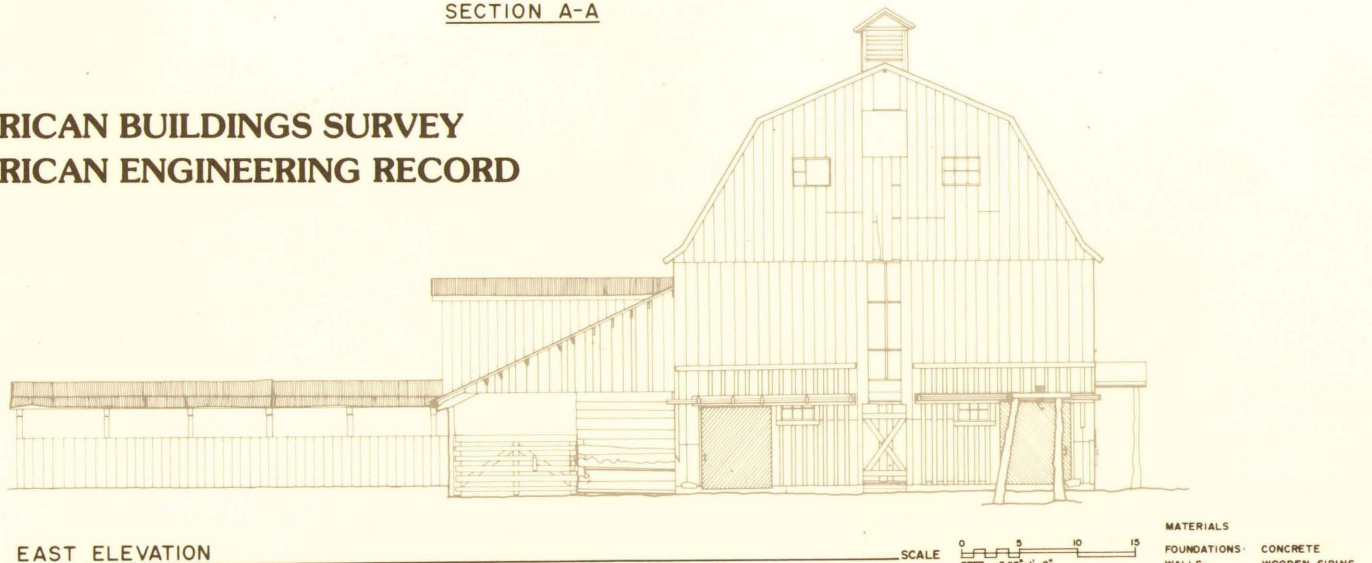 SECTION A-A
RICAN BUILDINGS SURVEY
RICAN ENGINEERING RECORD
EAST ELEVATION
SCALE 0 5 10 15
MATERIALS
FOUNDATIONS: CONCRETE